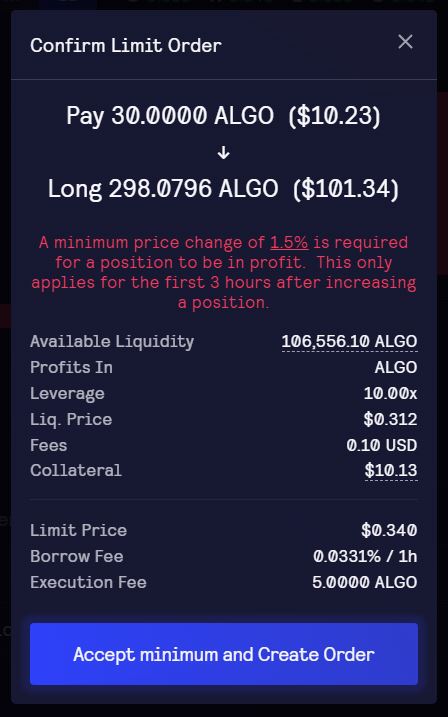 Confirm Limit Order
Pay 30.0000 ALGO ($10.23)
↓
Long 298.0796 ALGO ($101.34)
A minimum price change of 1.5% is required
for a position to be in profit. This only
applies for the first 3 hours after increasing
a position.
Available Liquidity 106,556.10 ALGO
Profits In ALGO
Leverage 10.00x
Liq. Price $0.312
Fees 0.10 USD
Collateral $10.13
Limit Price $0.340
Borrow Fee 0.0331% / 1h
Execution Fee 5.0000 ALGO
Accept minimum and Create Order